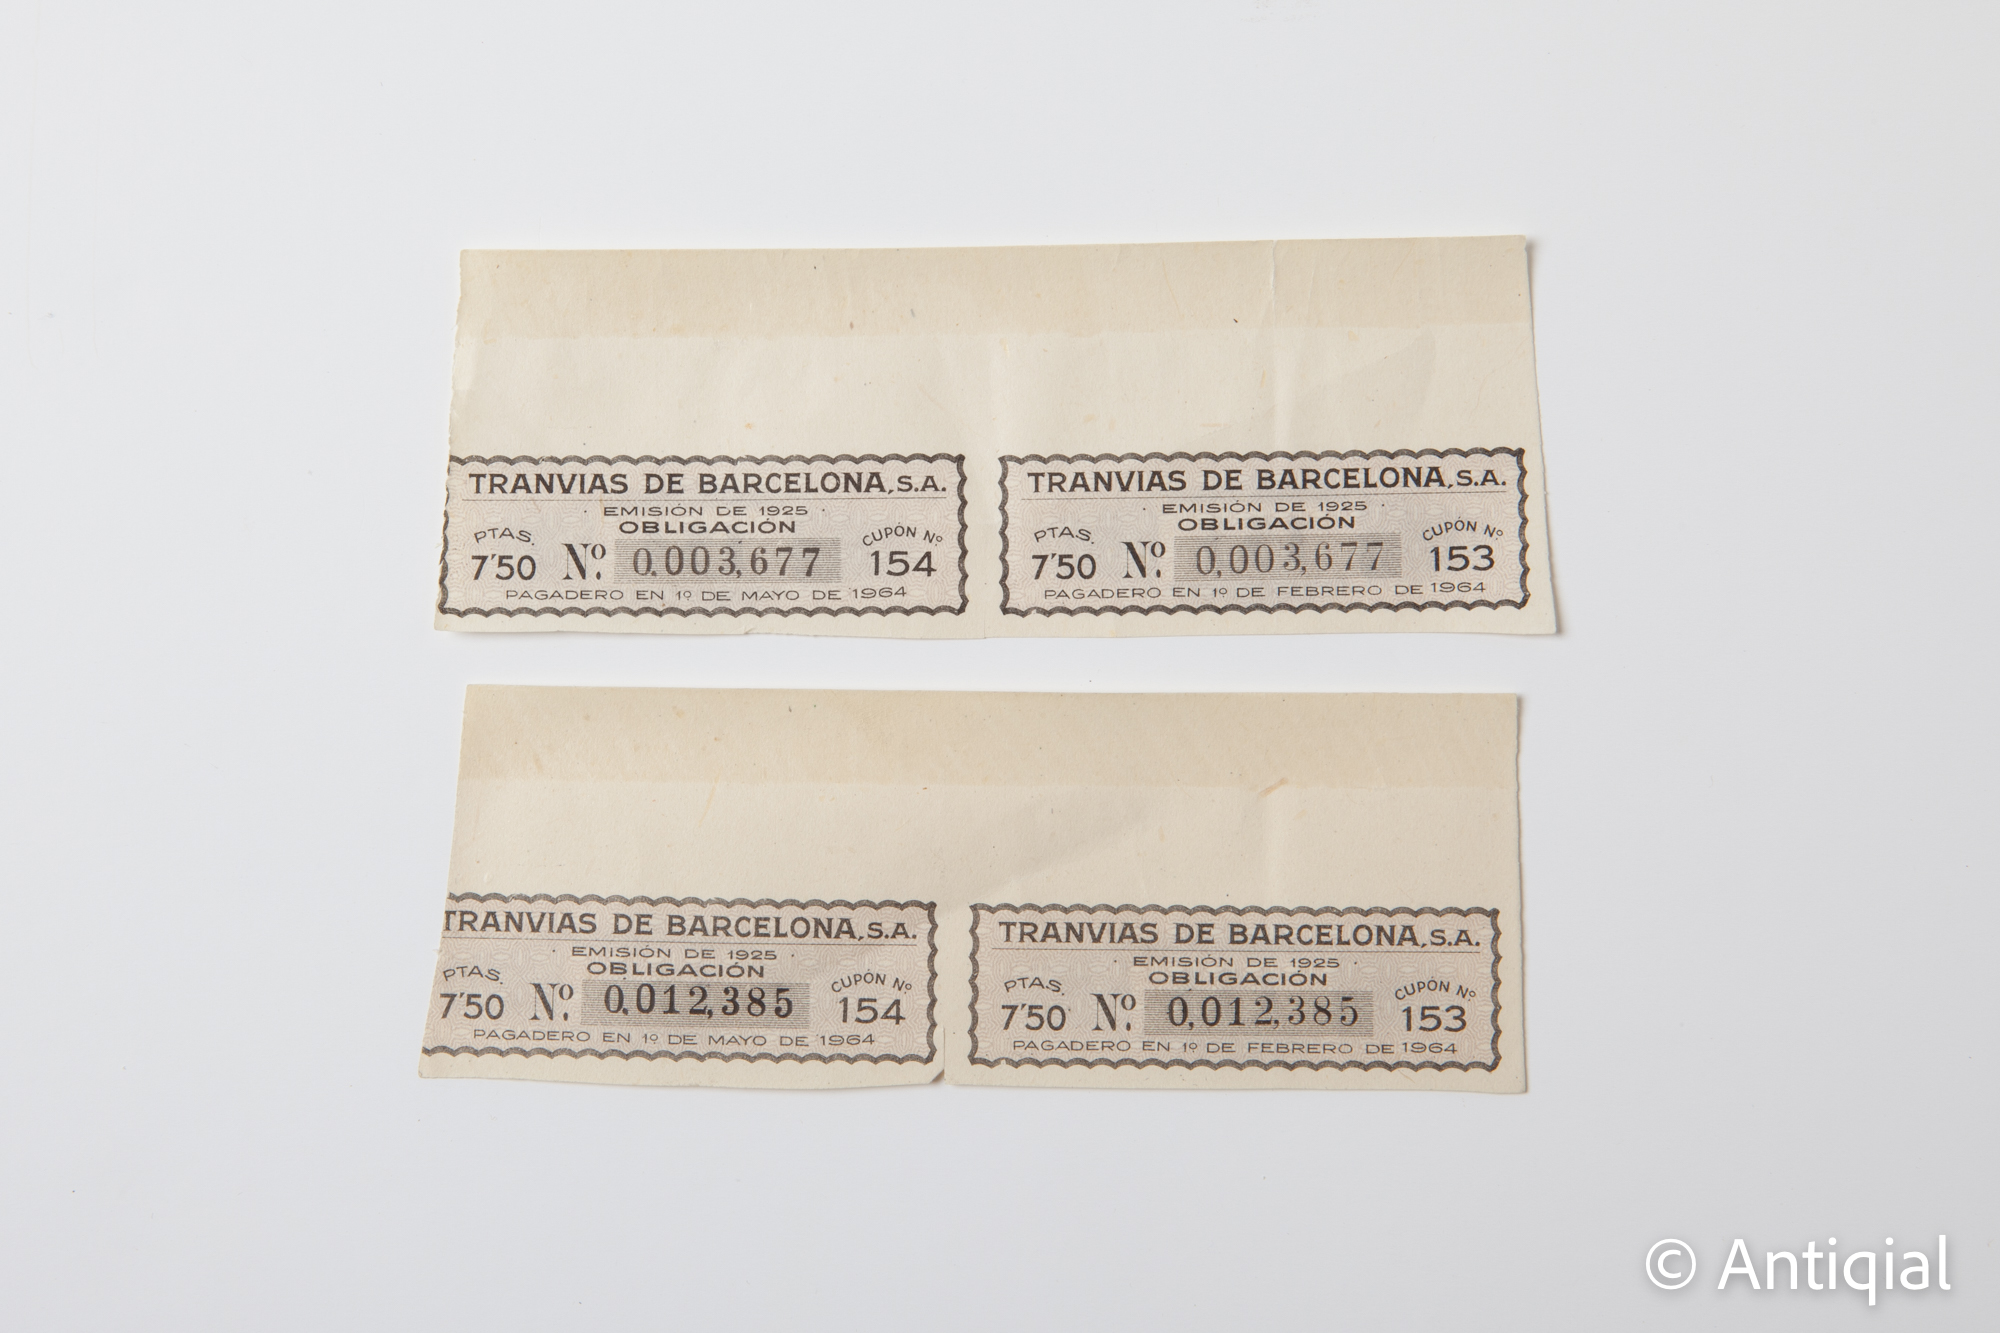 TRANVIAS DE BARCELONA, S.A.
· EMISIÓN DE 1925 ·
OBLIGACIÓN
PTAS. 7'50 Nº. 0,003,677 CUPÓN Nº 154
PAGADERO EN 1º DE MAYO DE 1964
TRANVIAS DE BARCELONA, S.A.
· EMISIÓN DE 1925 ·
OBLIGACIÓN
PTAS. 7'50 Nº. 0,003,677 CUPÓN Nº 153
PAGADERO EN 1º DE FEBRERO DE 1964
TRANVIAS DE BARCELONA, S.A.
· EMISIÓN DE 1925 ·
OBLIGACIÓN
PTAS. 7'50 Nº. 0,012,385 CUPÓN Nº 154
PAGADERO EN 1º DE MAYO DE 1964
TRANVIAS DE BARCELONA, S.A.
· EMISIÓN DE 1925 ·
OBLIGACIÓN
PTAS. 7'50 Nº. 0,012,385 CUPÓN Nº 153
PAGADERO EN 1º DE FEBRERO DE 1964
© Antiqial